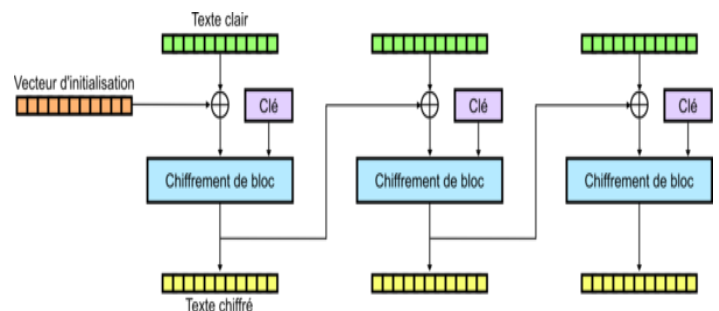 Texte clair
Vecteur d'initialisation
Clé
Clé
Clé
Chiffrement de bloc
Chiffrement de bloc
Chiffrement de bloc
Texte chiffré